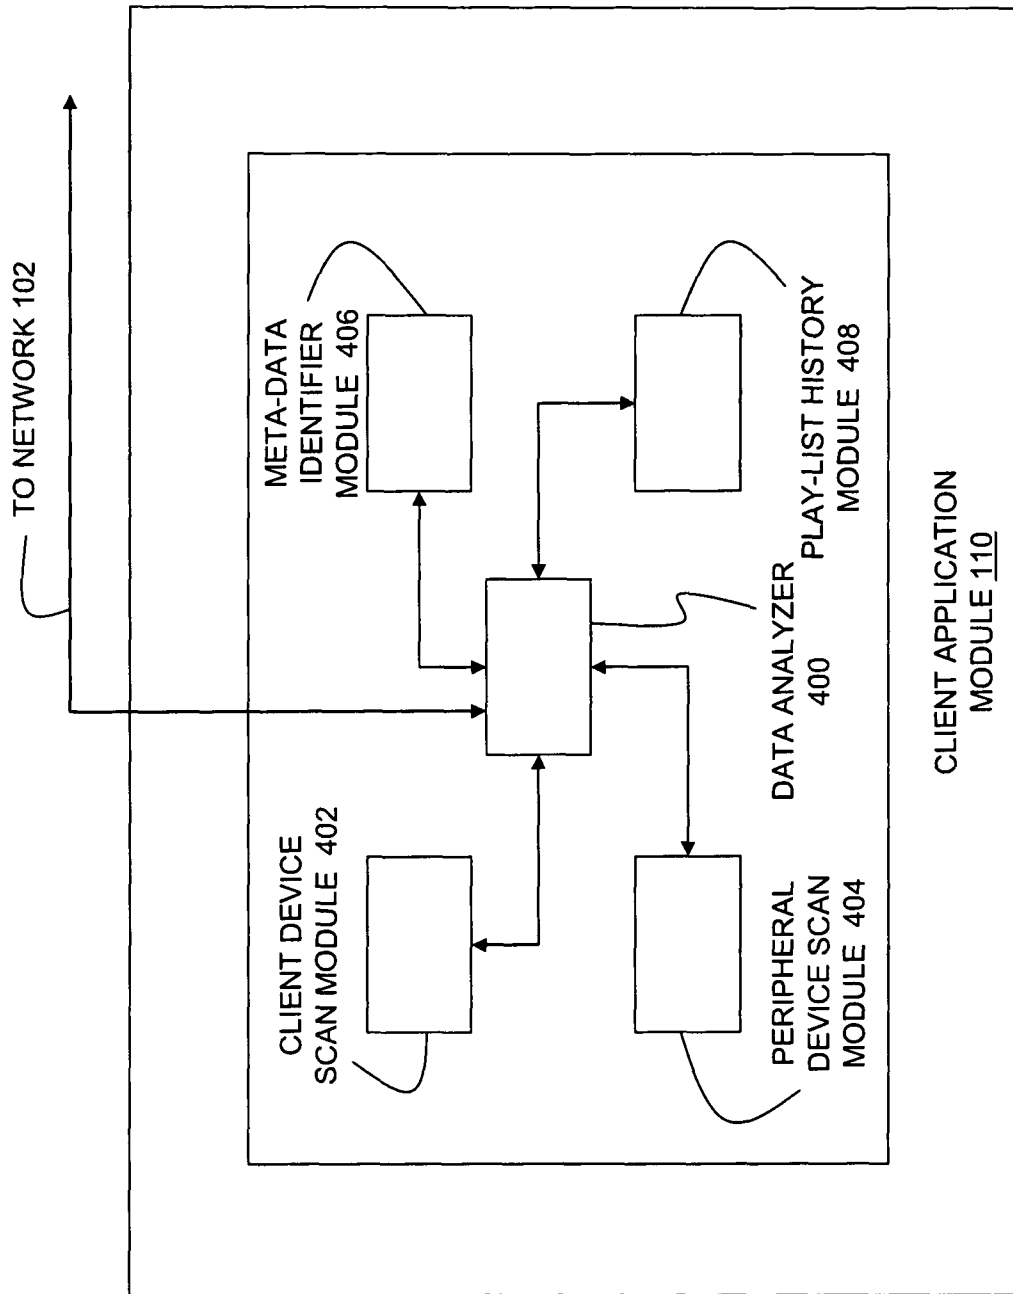 TO NETWORK 102
CLIENT DEVICE
SCAN MODULE 402
META-DATA
IDENTIFIER
MODULE 406
PERIPHERAL
DEVICE SCAN
MODULE 404
DATA ANALYZER
400
PLAY-LIST HISTORY
MODULE 408
CLIENT APPLICATION
MODULE 110